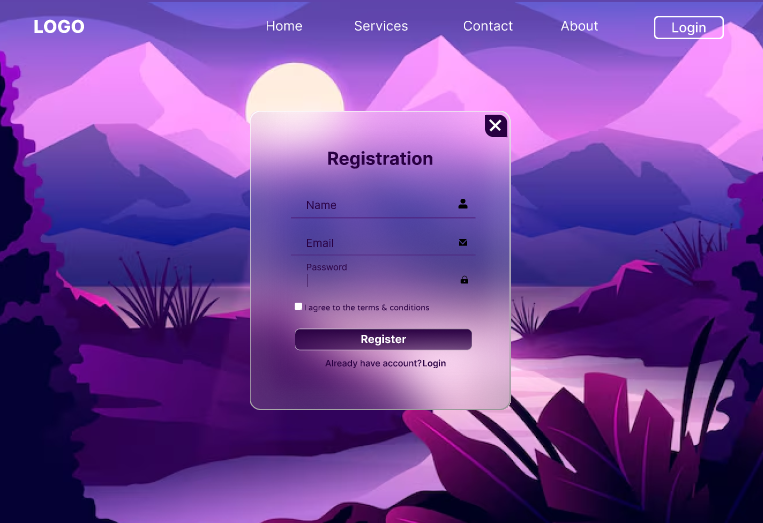 LOGO Home Services Contact About Login
Registration
Name
Email
Password
I agree to the terms & conditions
Register
Already have account?Login